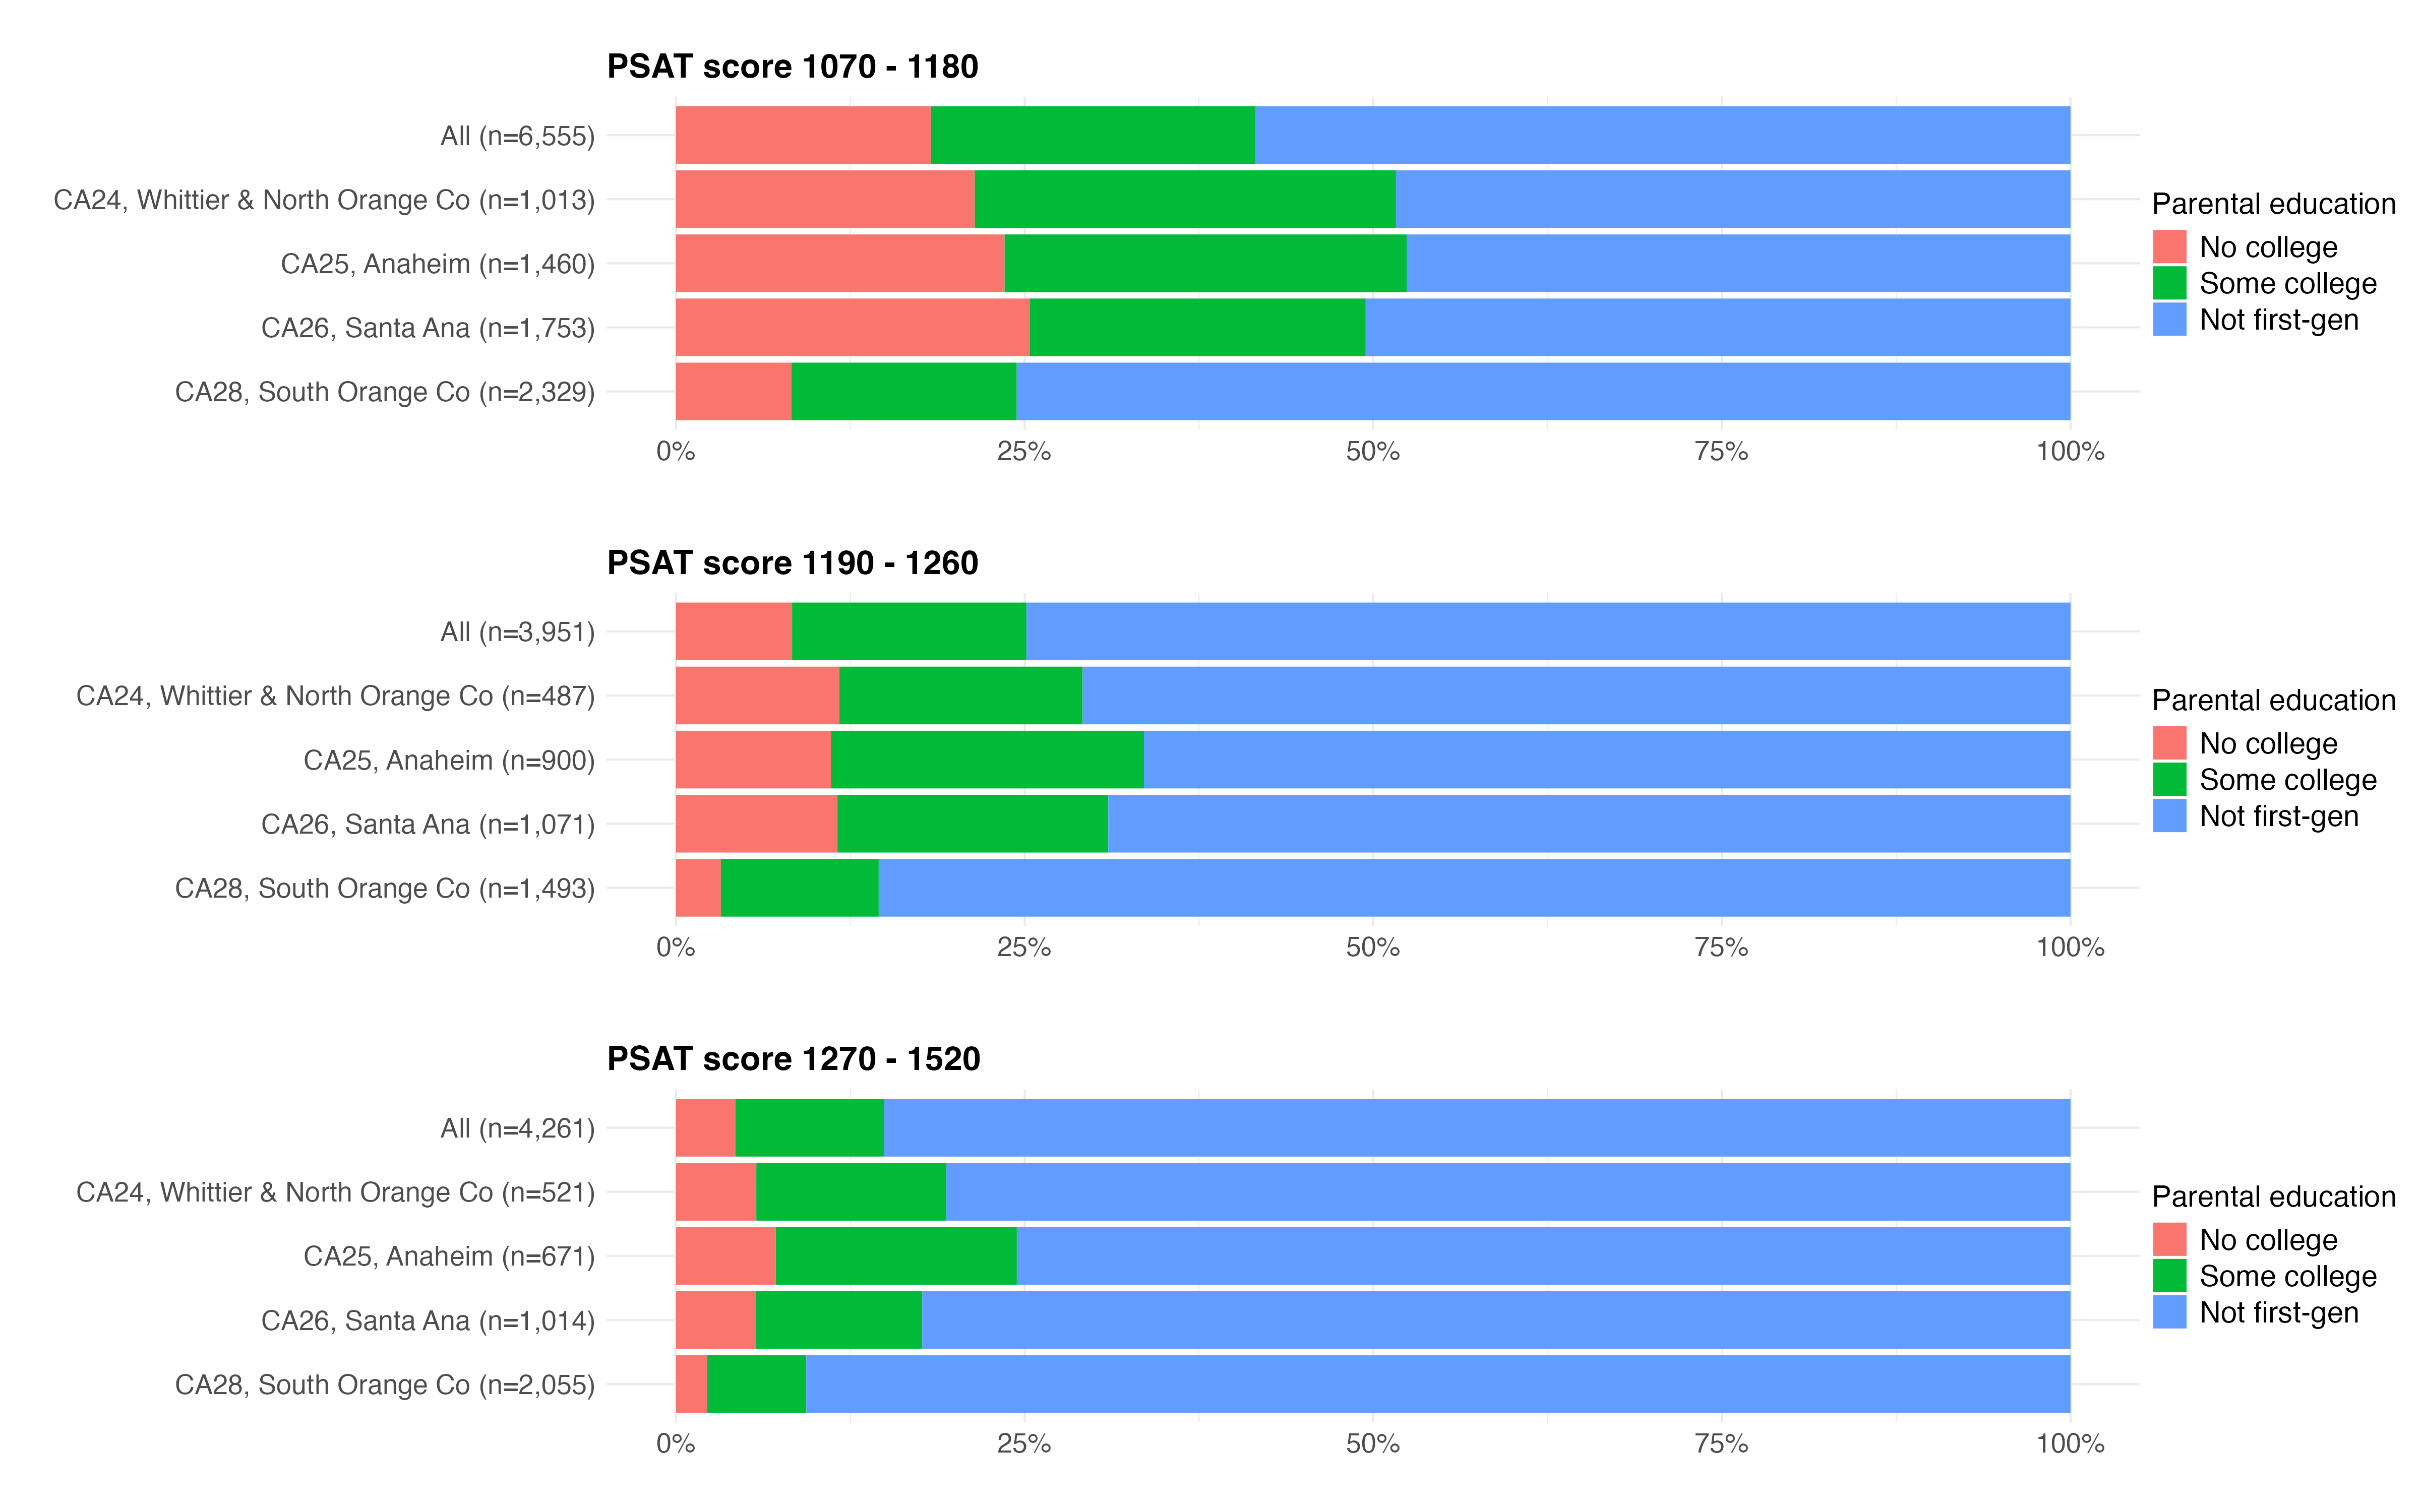 PSAT score 1070 - 1180
All (n=6,555)
CA24, Whittier & North Orange Co (n=1,013)
CA25, Anaheim (n=1,460)
CA26, Santa Ana (n=1,753)
CA28, South Orange Co (n=2,329)
0% 25% 50% 75% 100%
Parental education
No college
Some college
Not first-gen
PSAT score 1190 - 1260
All (n=3,951)
CA24, Whittier & North Orange Co (n=487)
CA25, Anaheim (n=900)
CA26, Santa Ana (n=1,071)
CA28, South Orange Co (n=1,493)
0% 25% 50% 75% 100%
Parental education
No college
Some college
Not first-gen
PSAT score 1270 - 1520
All (n=4,261)
CA24, Whittier & North Orange Co (n=521)
CA25, Anaheim (n=671)
CA26, Santa Ana (n=1,014)
CA28, South Orange Co (n=2,055)
0% 25% 50% 75% 100%
Parental education
No college
Some college
Not first-gen